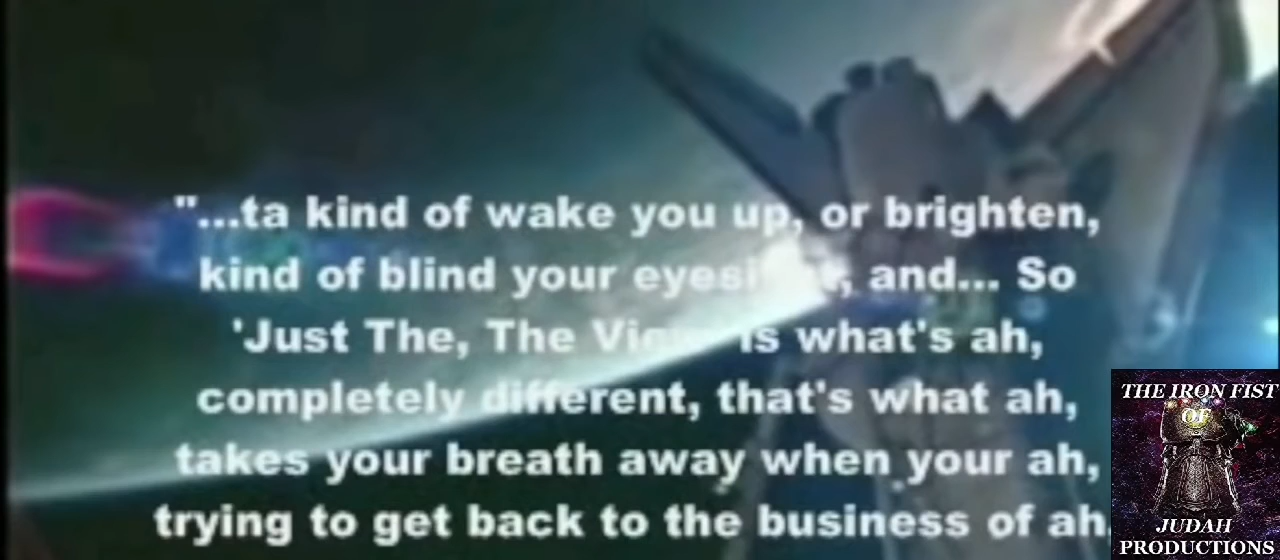 "...ta kind of wake you up, or brighten,
kind of blind your and... So
'Just The, The is what's ah,
completely different, that's what ah,
takes your breath away when your ah,
trying to get back to the business of ah.
THE IRON FIST
OF
JUDAH
PRODUCTIONS